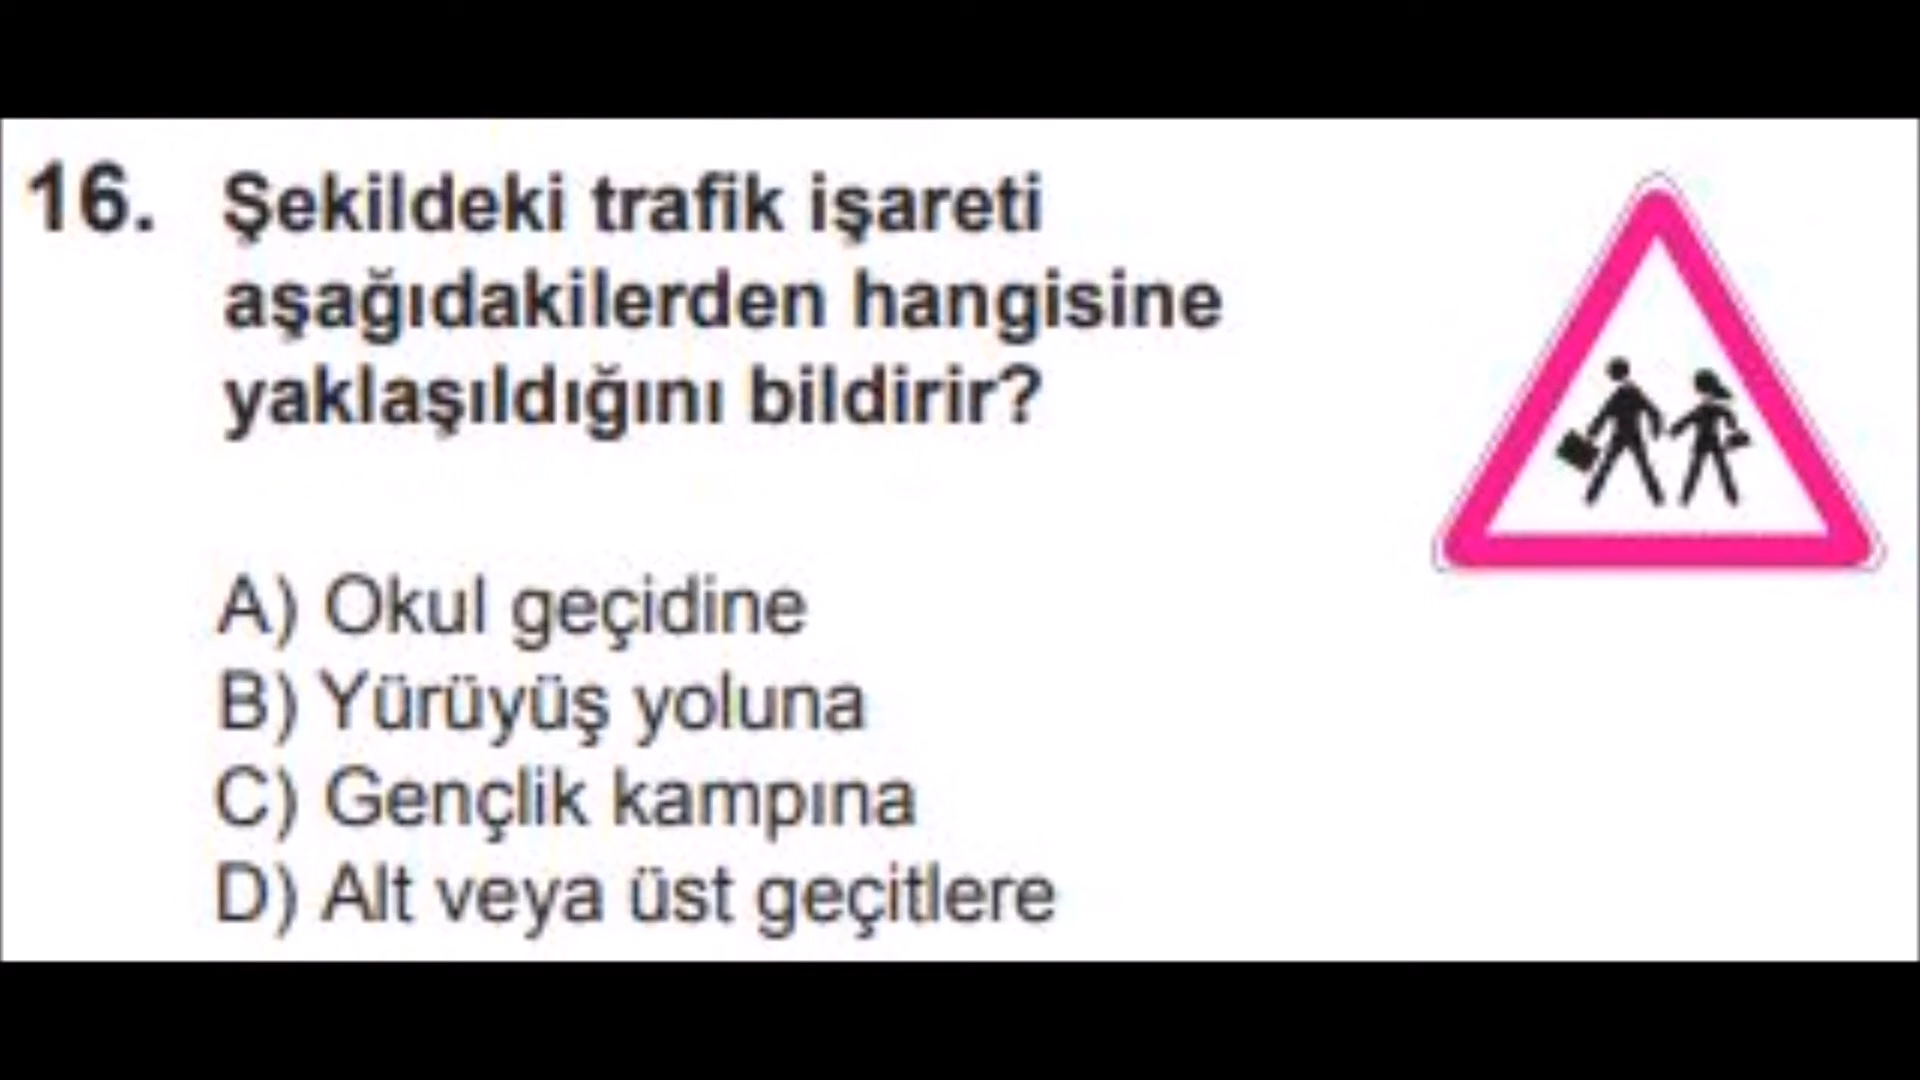 16. Şekildeki trafik işareti
aşağıdakilerden hangisine
yaklaşıldığını bildirir?
A) Okul geçidine
B) Yürüyüş yoluna
C) Gençlik kampına
D) Alt veya üst geçitlere